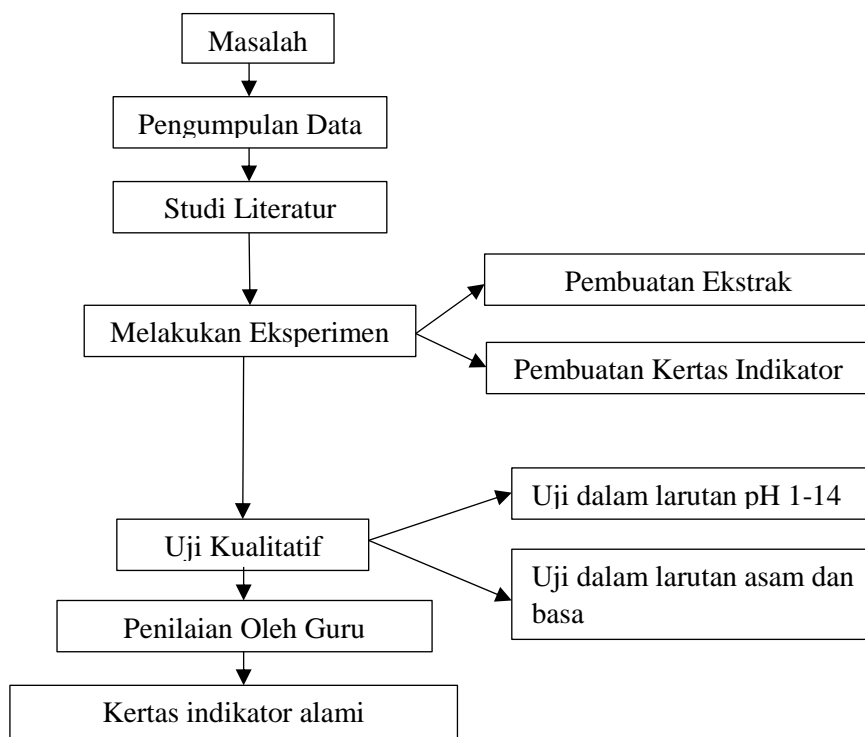 Masalah
Pengumpulan Data
Studi Literatur
Melakukan Eksperimen
Pembuatan Ekstrak
Pembuatan Kertas Indikator
Uji Kualitatif
Uji dalam larutan pH 1-14
Uji dalam larutan asam dan
basa
Penilaian Oleh Guru
Kertas indikator alami